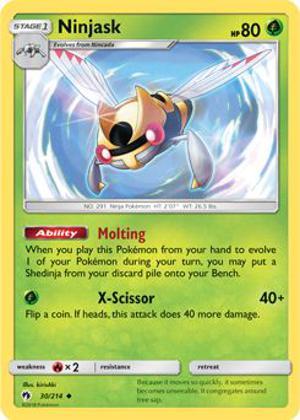 STAGE 1 Ninjask HP 80
Evolves from Nincada
NO. 291 Ninja Pokémon HT: 2'07" WT: 26.5 lbs.
Ability Molting
When you play this Pokémon from your hand to evolve
1 of your Pokémon during your turn, you may put a
Shedinja from your discard pile onto your Bench.
X-Scissor 40+
Flip a coin. If heads, this attack does 40 more damage.
weakness × 2 resistance retreat
Because it moves so quickly, it sometimes
becomes unseeable. It congregates around
tree sap.
Illus. kirisAki
30/214
©2018 Pokémon